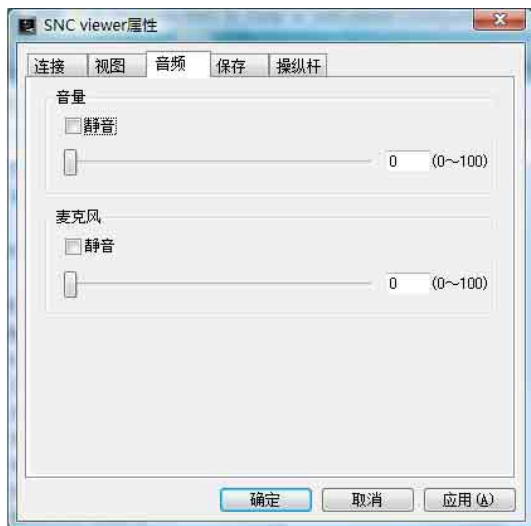 SNC viewer属性
连接 视图 音频 保存 操纵杆
音量
静音
0 (0～100)
麦克风
静音
0 (0～100)
确定 取消 应用(A)